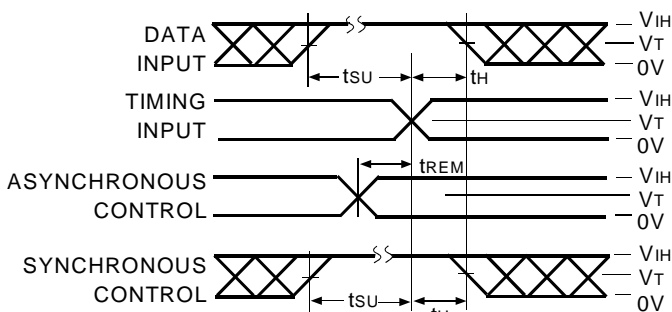 DATA INPUT
tSU
tH
VIH
VT
0V
TIMING INPUT
VIH
VT
0V
tREM
ASYNCHRONOUS CONTROL
VIH
VT
0V
SYNCHRONOUS CONTROL
tSU
VIH
VT
0V